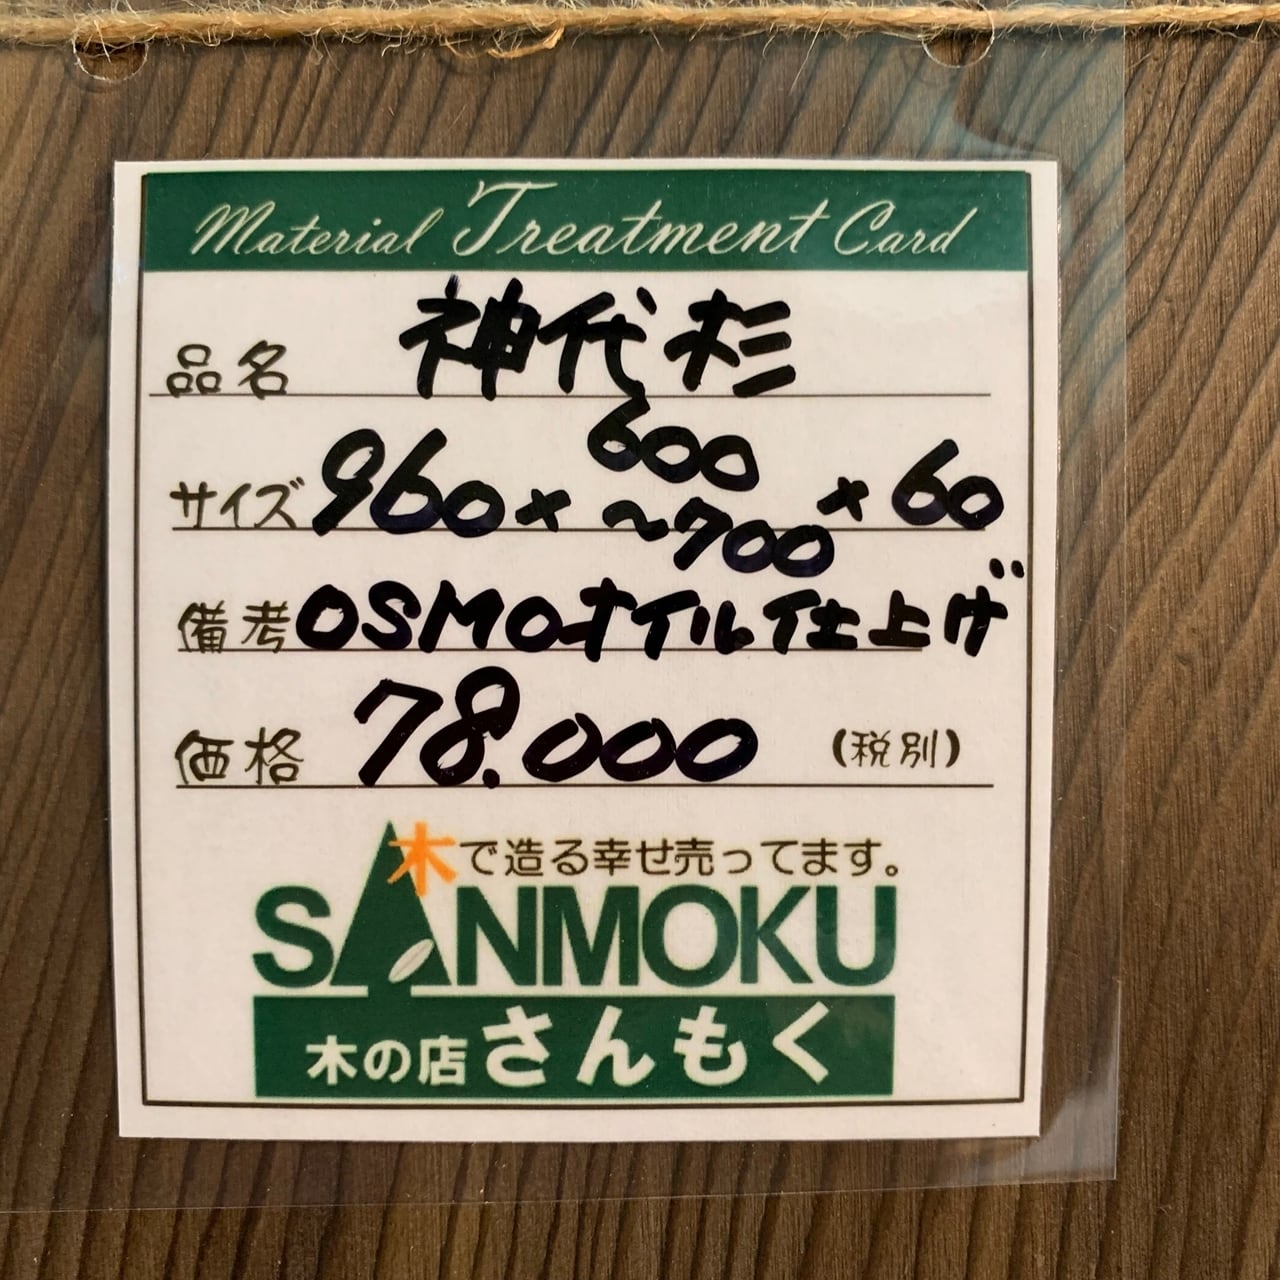 Material Treatment Card
品名 神代杉
サイズ 960×600~700×60
備考 OSMOオイル仕上げ
価格 78.000 (税別)
木で造る幸せ売ってます。
SANMOKU
木の店 さんもく